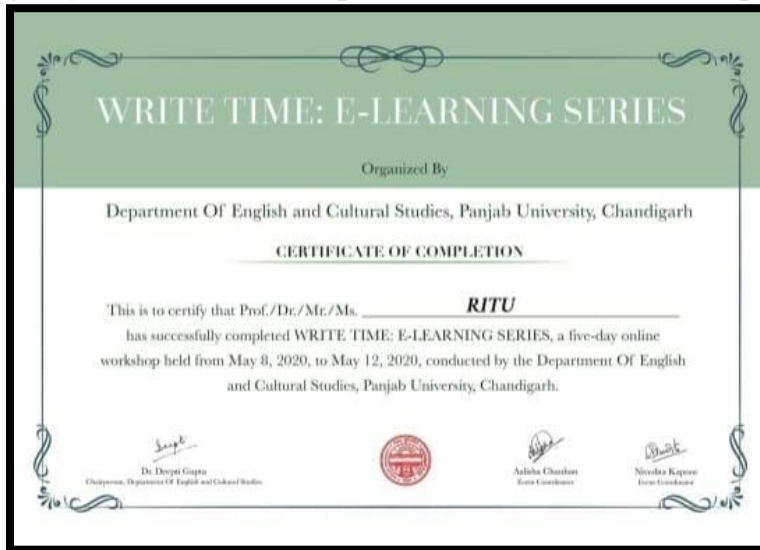 WRITE TIME: E-LEARNING SERIES
Organized By
Department Of English and Cultural Studies, Panjab University, Chandigarh
CERTIFICATE OF COMPLETION
This is to certify that Prof./Dr./Mr./Ms. RITU
has successfully completed WRITE TIME: E-LEARNING SERIES, a five-day online
workshop held from May 8, 2020, to May 12, 2020, conducted by the Department Of English
and Cultural Studies, Panjab University, Chandigarh.
Dr. Deepti Gupta
Chairperson, Department Of English and Cultural Studies
Event Coordinator
Nivedita Kapoor
Event Coordinator